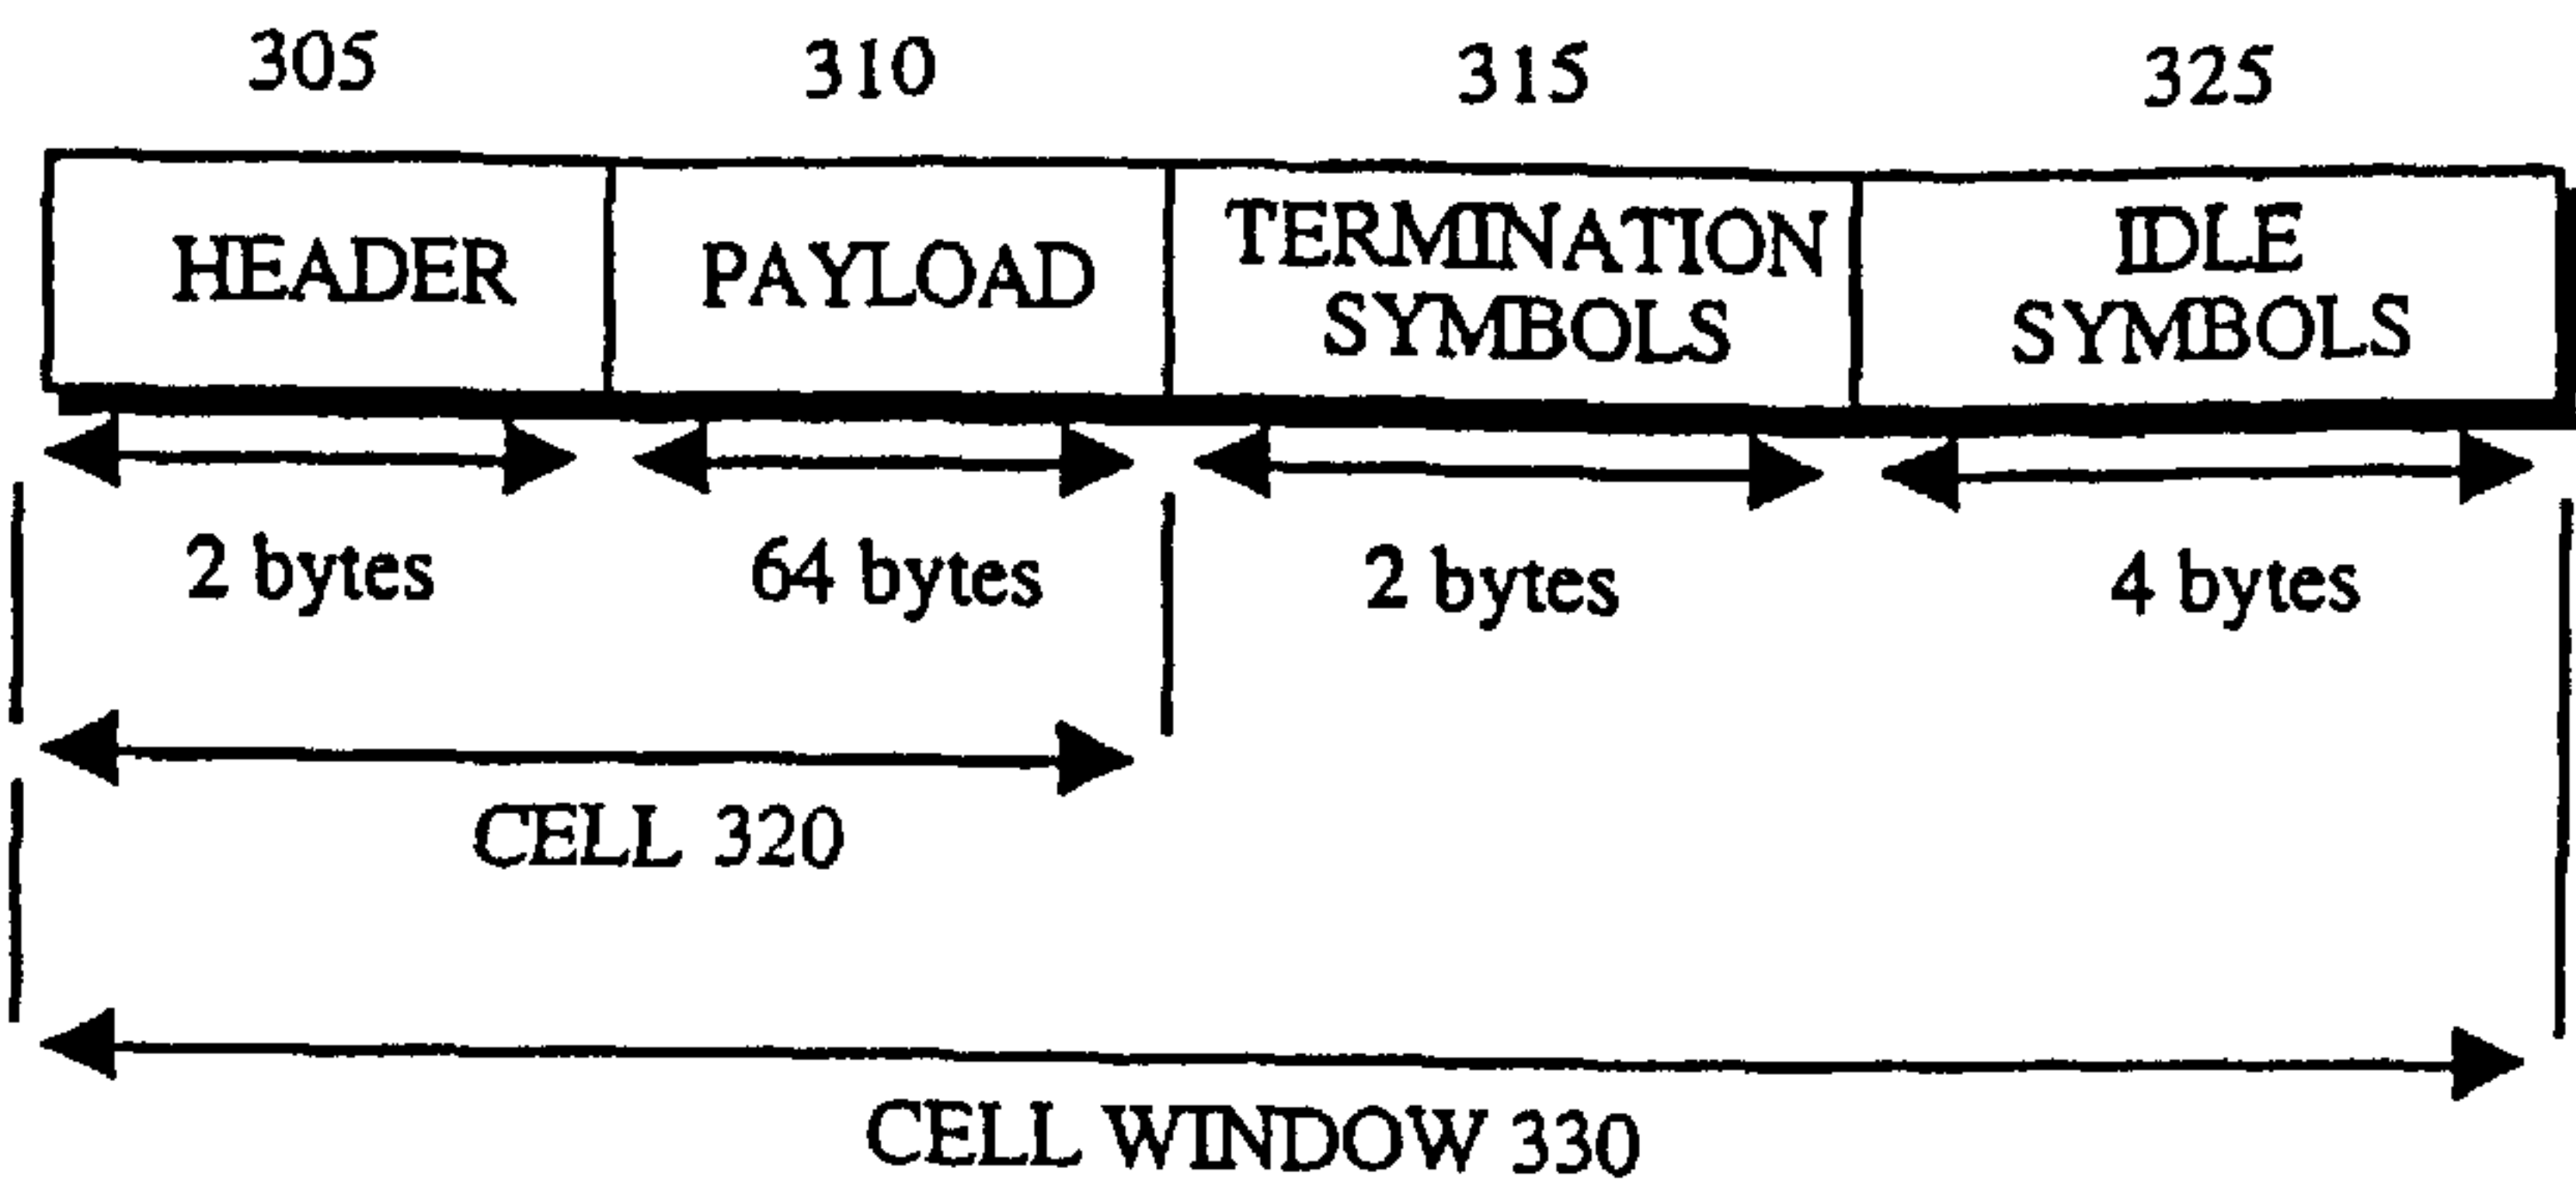 305 310 315 325
HEADER PAYLOAD TERMINATION SYMBOLS IDLE SYMBOLS
2 bytes 64 bytes 2 bytes 4 bytes
CELL 320
CELL WINDOW 330